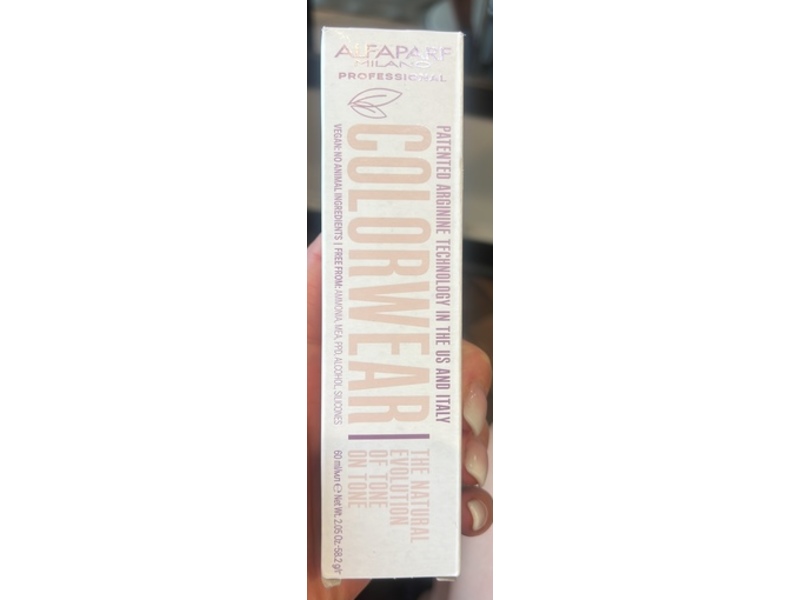 ALFAPARF
MILANO
PROFESSIONAL
PATENTED ARGININE TECHNOLOGY IN THE US AND ITALY
COLORWEAR
VEGAN: NO ANIMAL INGREDIENTS | FREE FROM: AMMONIA, MEA, PPD, ALCOHOL, SILICONES
THE NATURAL
EVOLUTION
OF TONE
ON TONE
60 ml/мл ℮ Net Wt. 2.05 Oz.-58.2 g/г